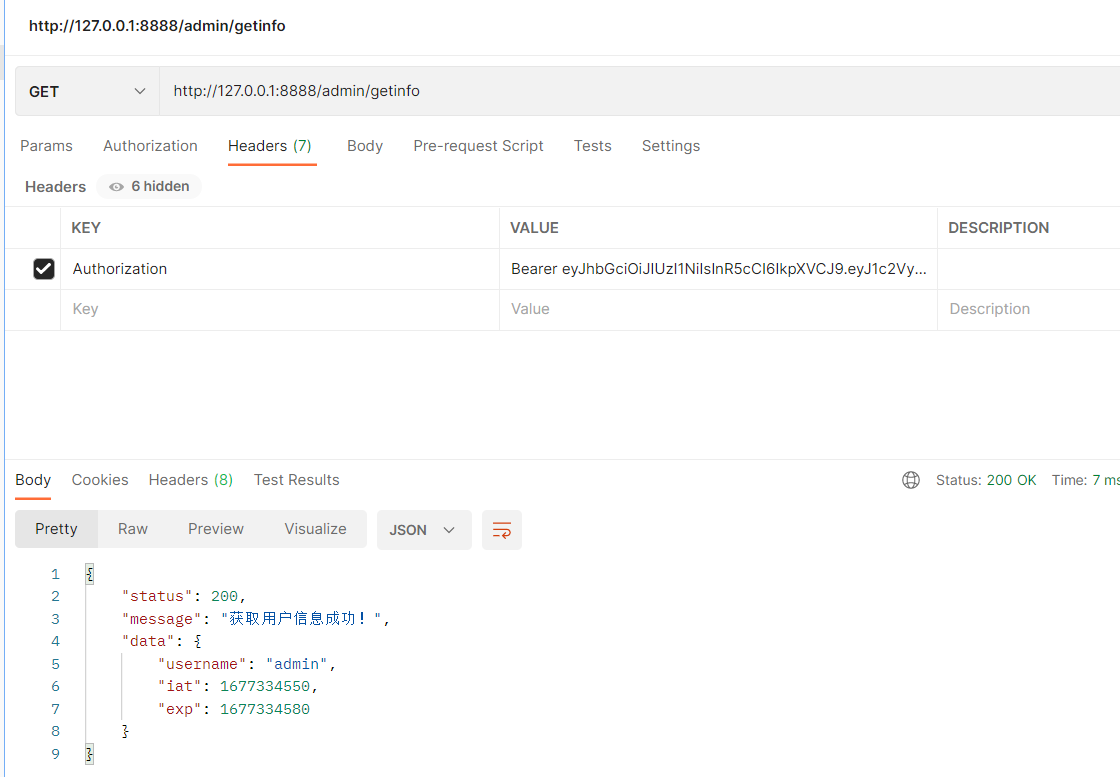 http://127.0.0.1:8888/admin/getinfo
GET http://127.0.0.1:8888/admin/getinfo
Params Authorization Headers (7) Body Pre-request Script Tests Settings
Headers 6 hidden
KEY VALUE DESCRIPTION
Authorization Bearer eyJhbGciOiJIUzI1NiIsInR5cCI6IkpXVCJ9.eyJ1c2Vy...
Key Value Description
Body Cookies Headers (8) Test Results Status: 200 OK Time: 7 ms
Pretty Raw Preview Visualize JSON
1 {
2 "status": 200,
3 "message": "获取用户信息成功！",
4 "data": {
5 "username": "admin",
6 "iat": 1677334550,
7 "exp": 1677334580
8 }
9 }